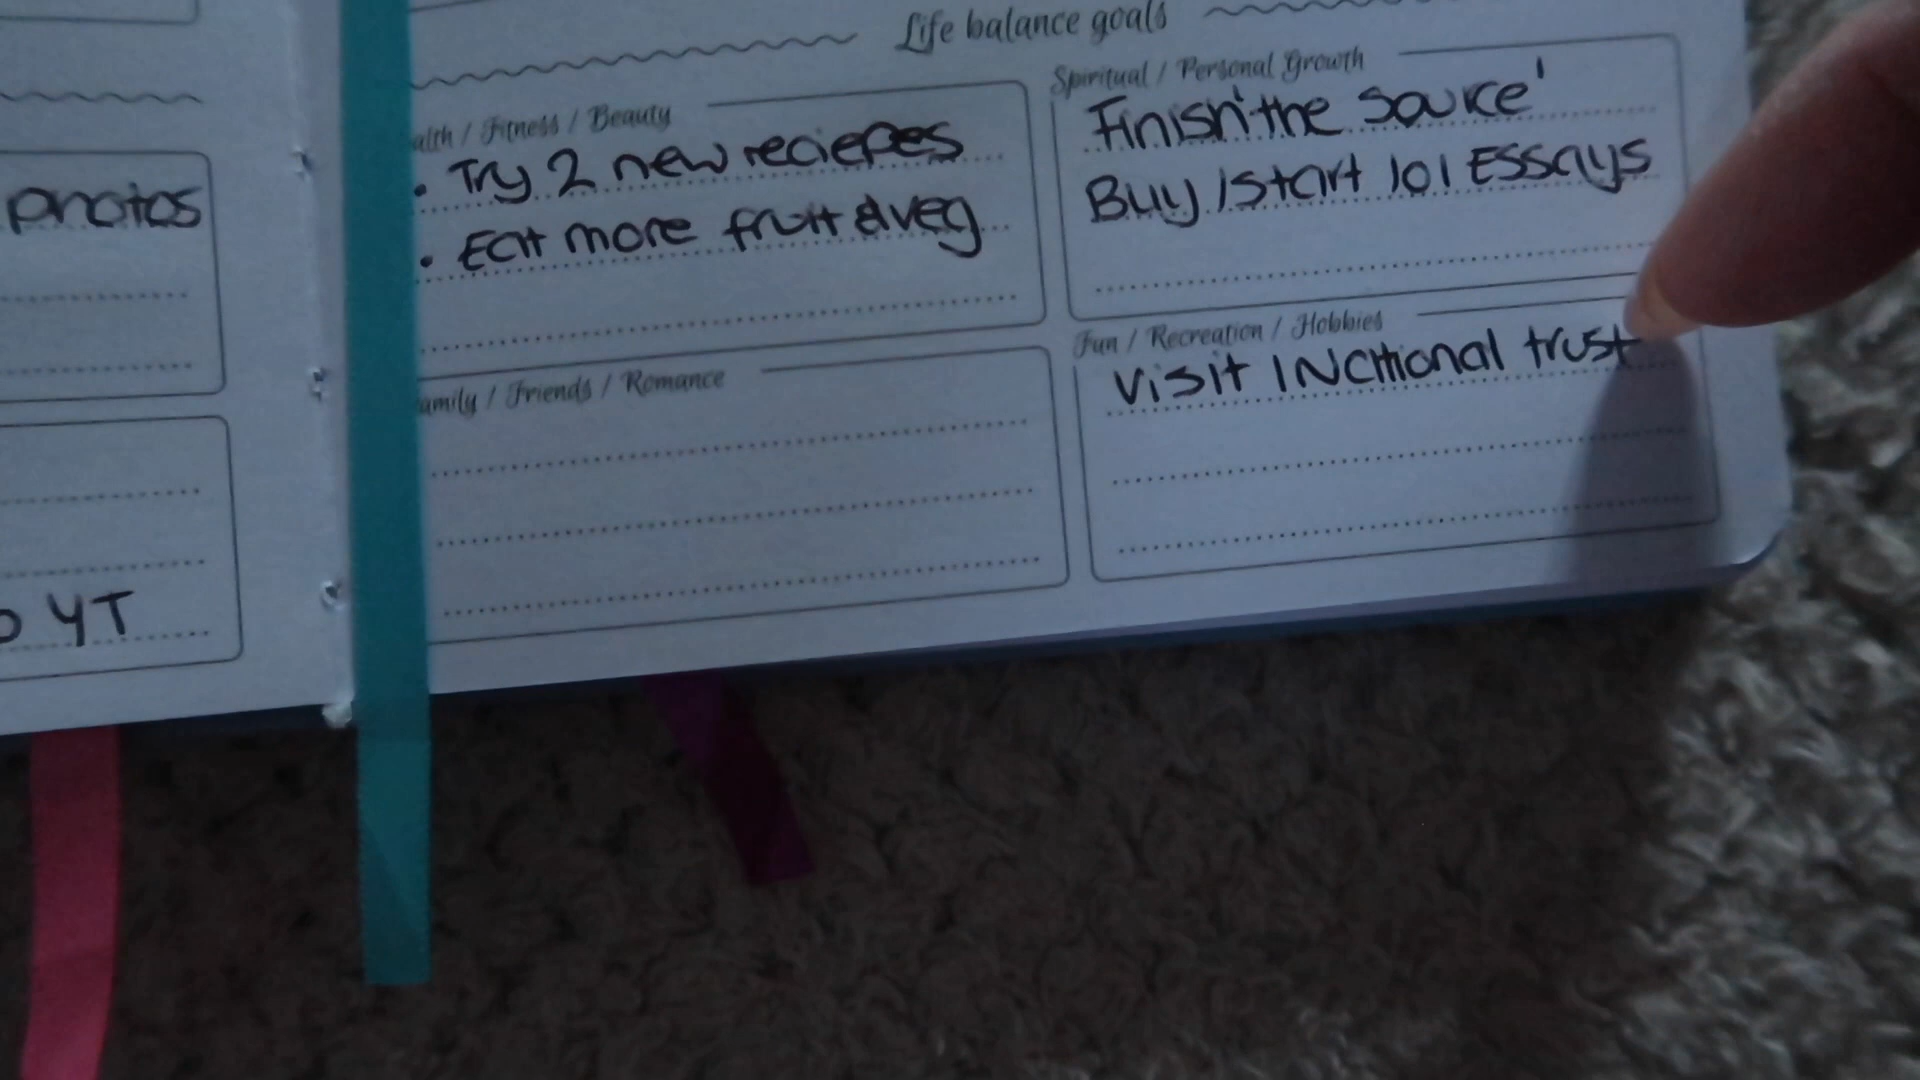 photos
YT
Life balance goals
alth / Fitness / Beauty
• Try 2 new reciepes
• Eat more fruit & veg
Spiritual / Personal Growth
Finish 'the source'
Buy / start 101 Essays
amily / Friends / Romance
Fun / Recreation / Hobbies
Visit 1 National trust